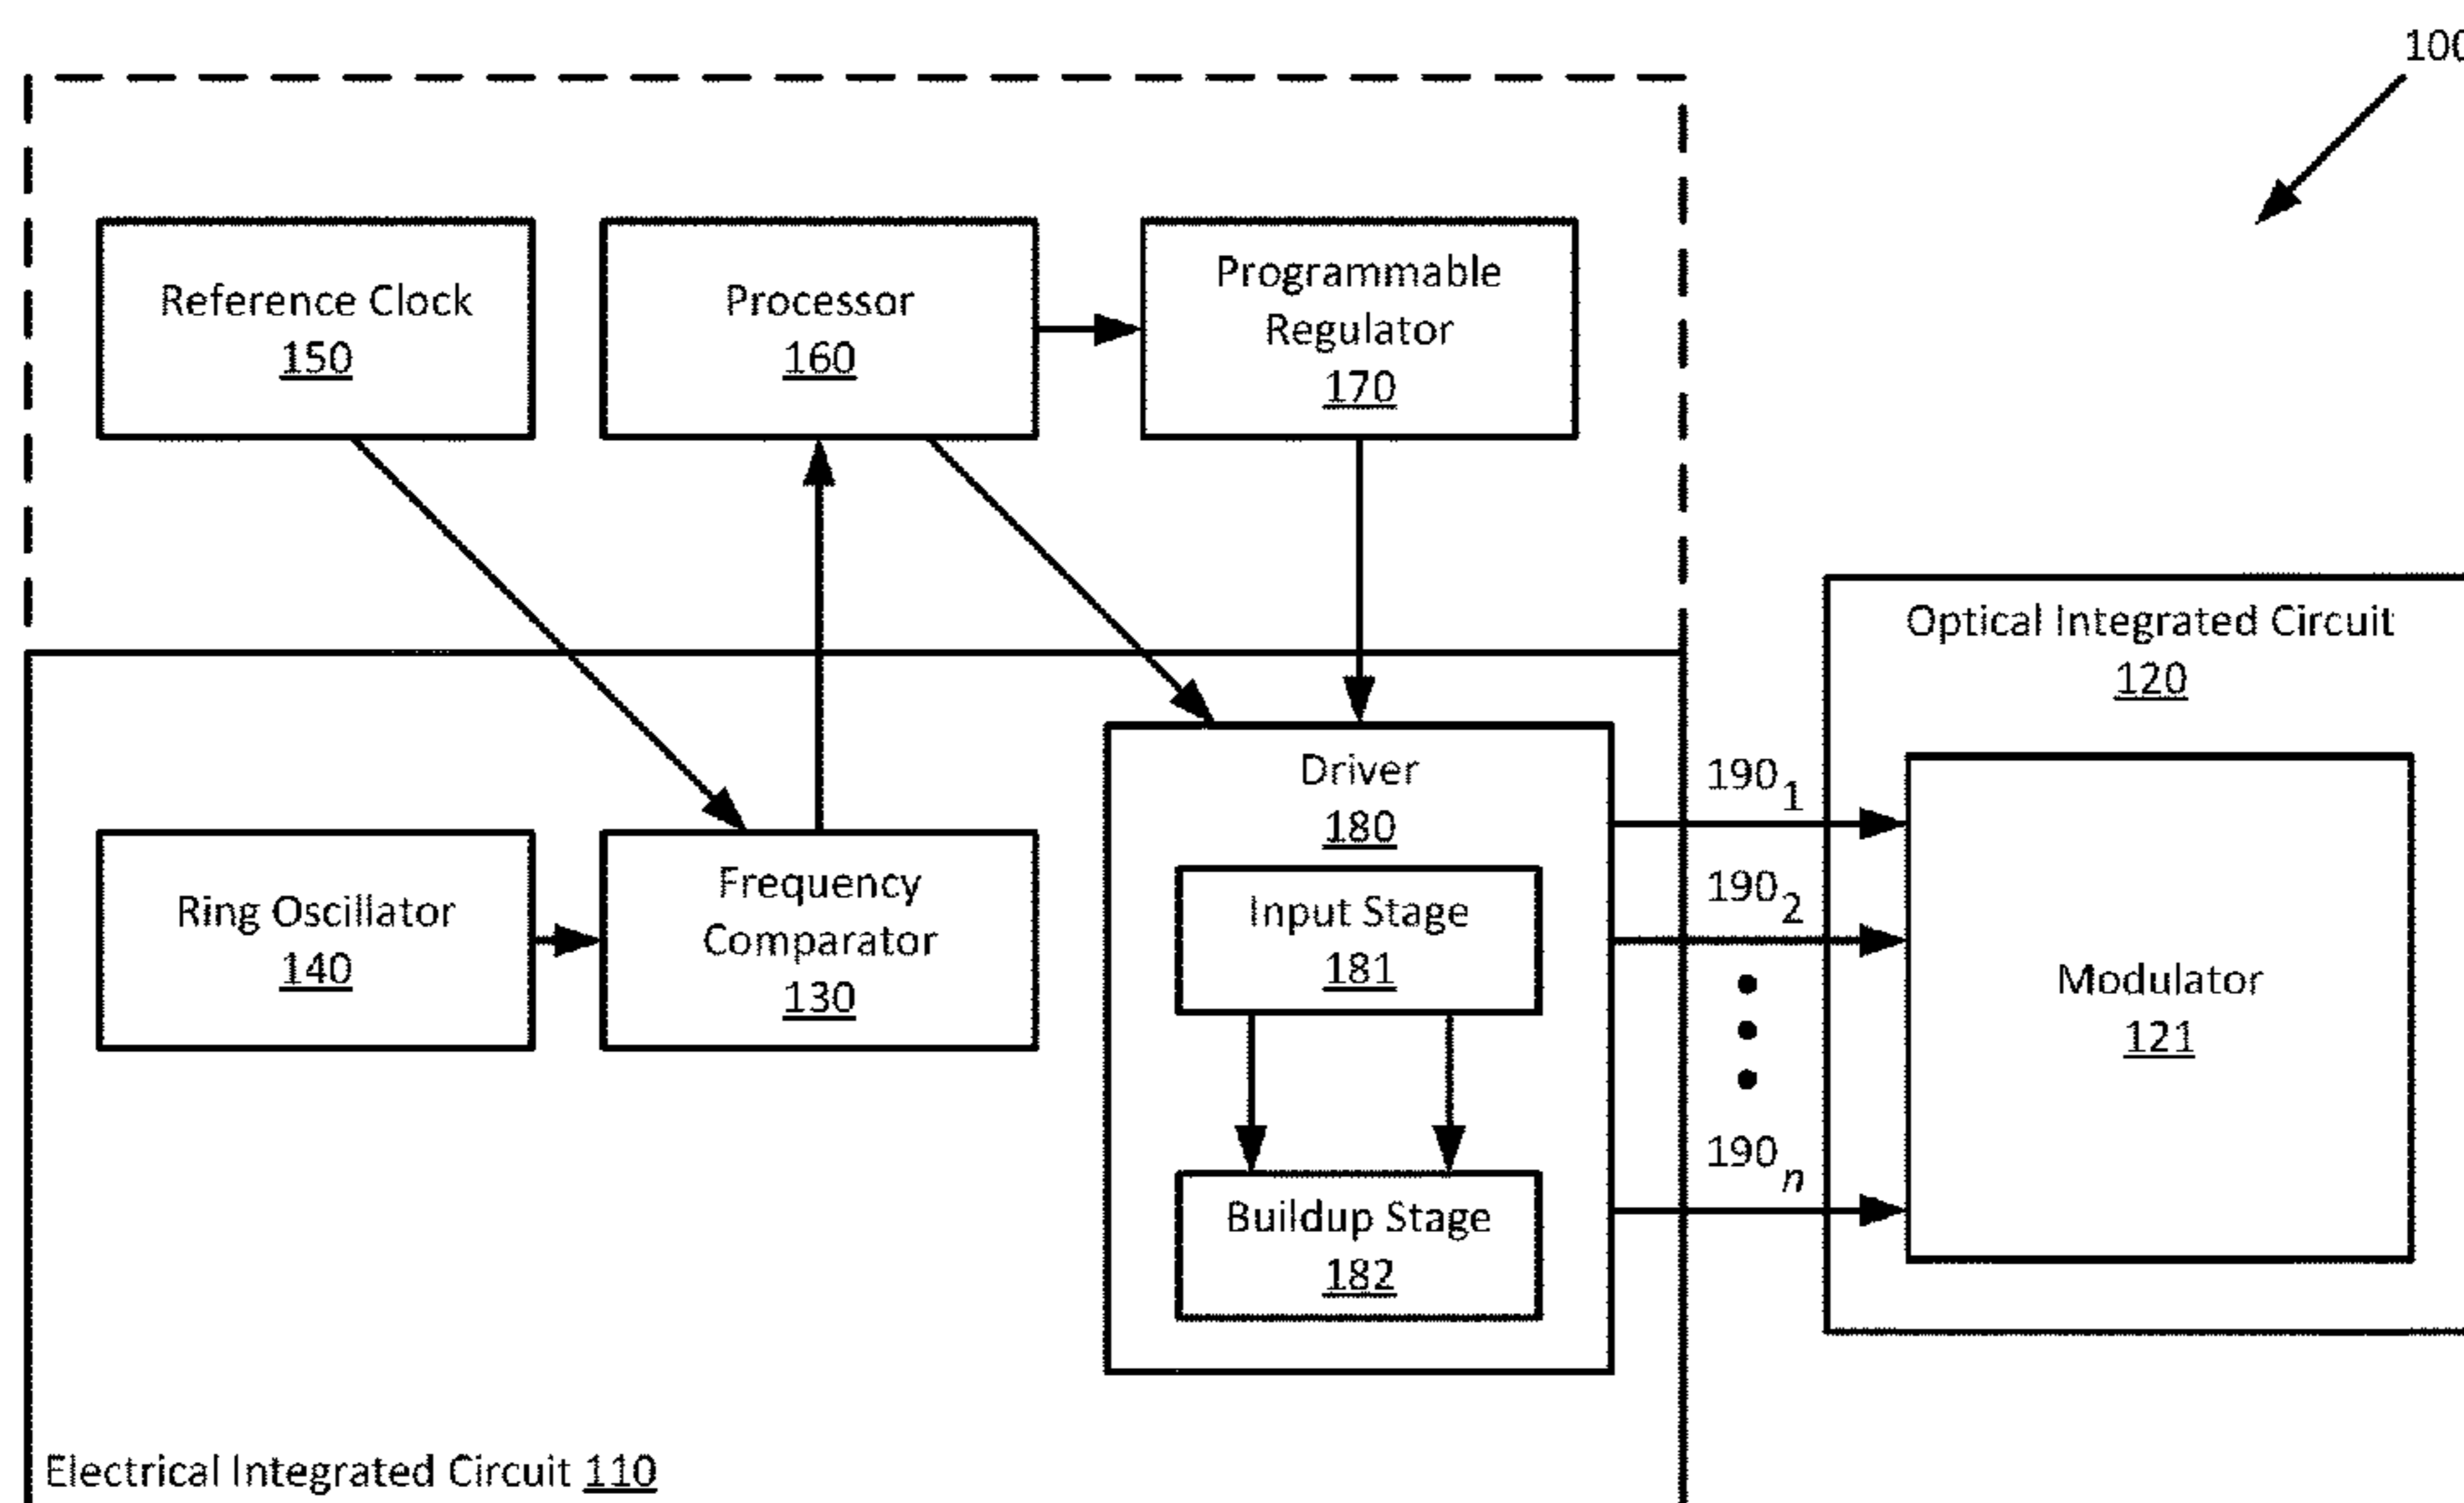 100
Reference Clock
150
Processor
160
Programmable
Regulator
170
Optical Integrated Circuit
120
Driver
180
Input Stage
181
Buildup Stage
182
190 1
190 2
190 n
Ring Oscillator
140
Frequency
Comparator
130
Modulator
121
Electrical Integrated Circuit 110